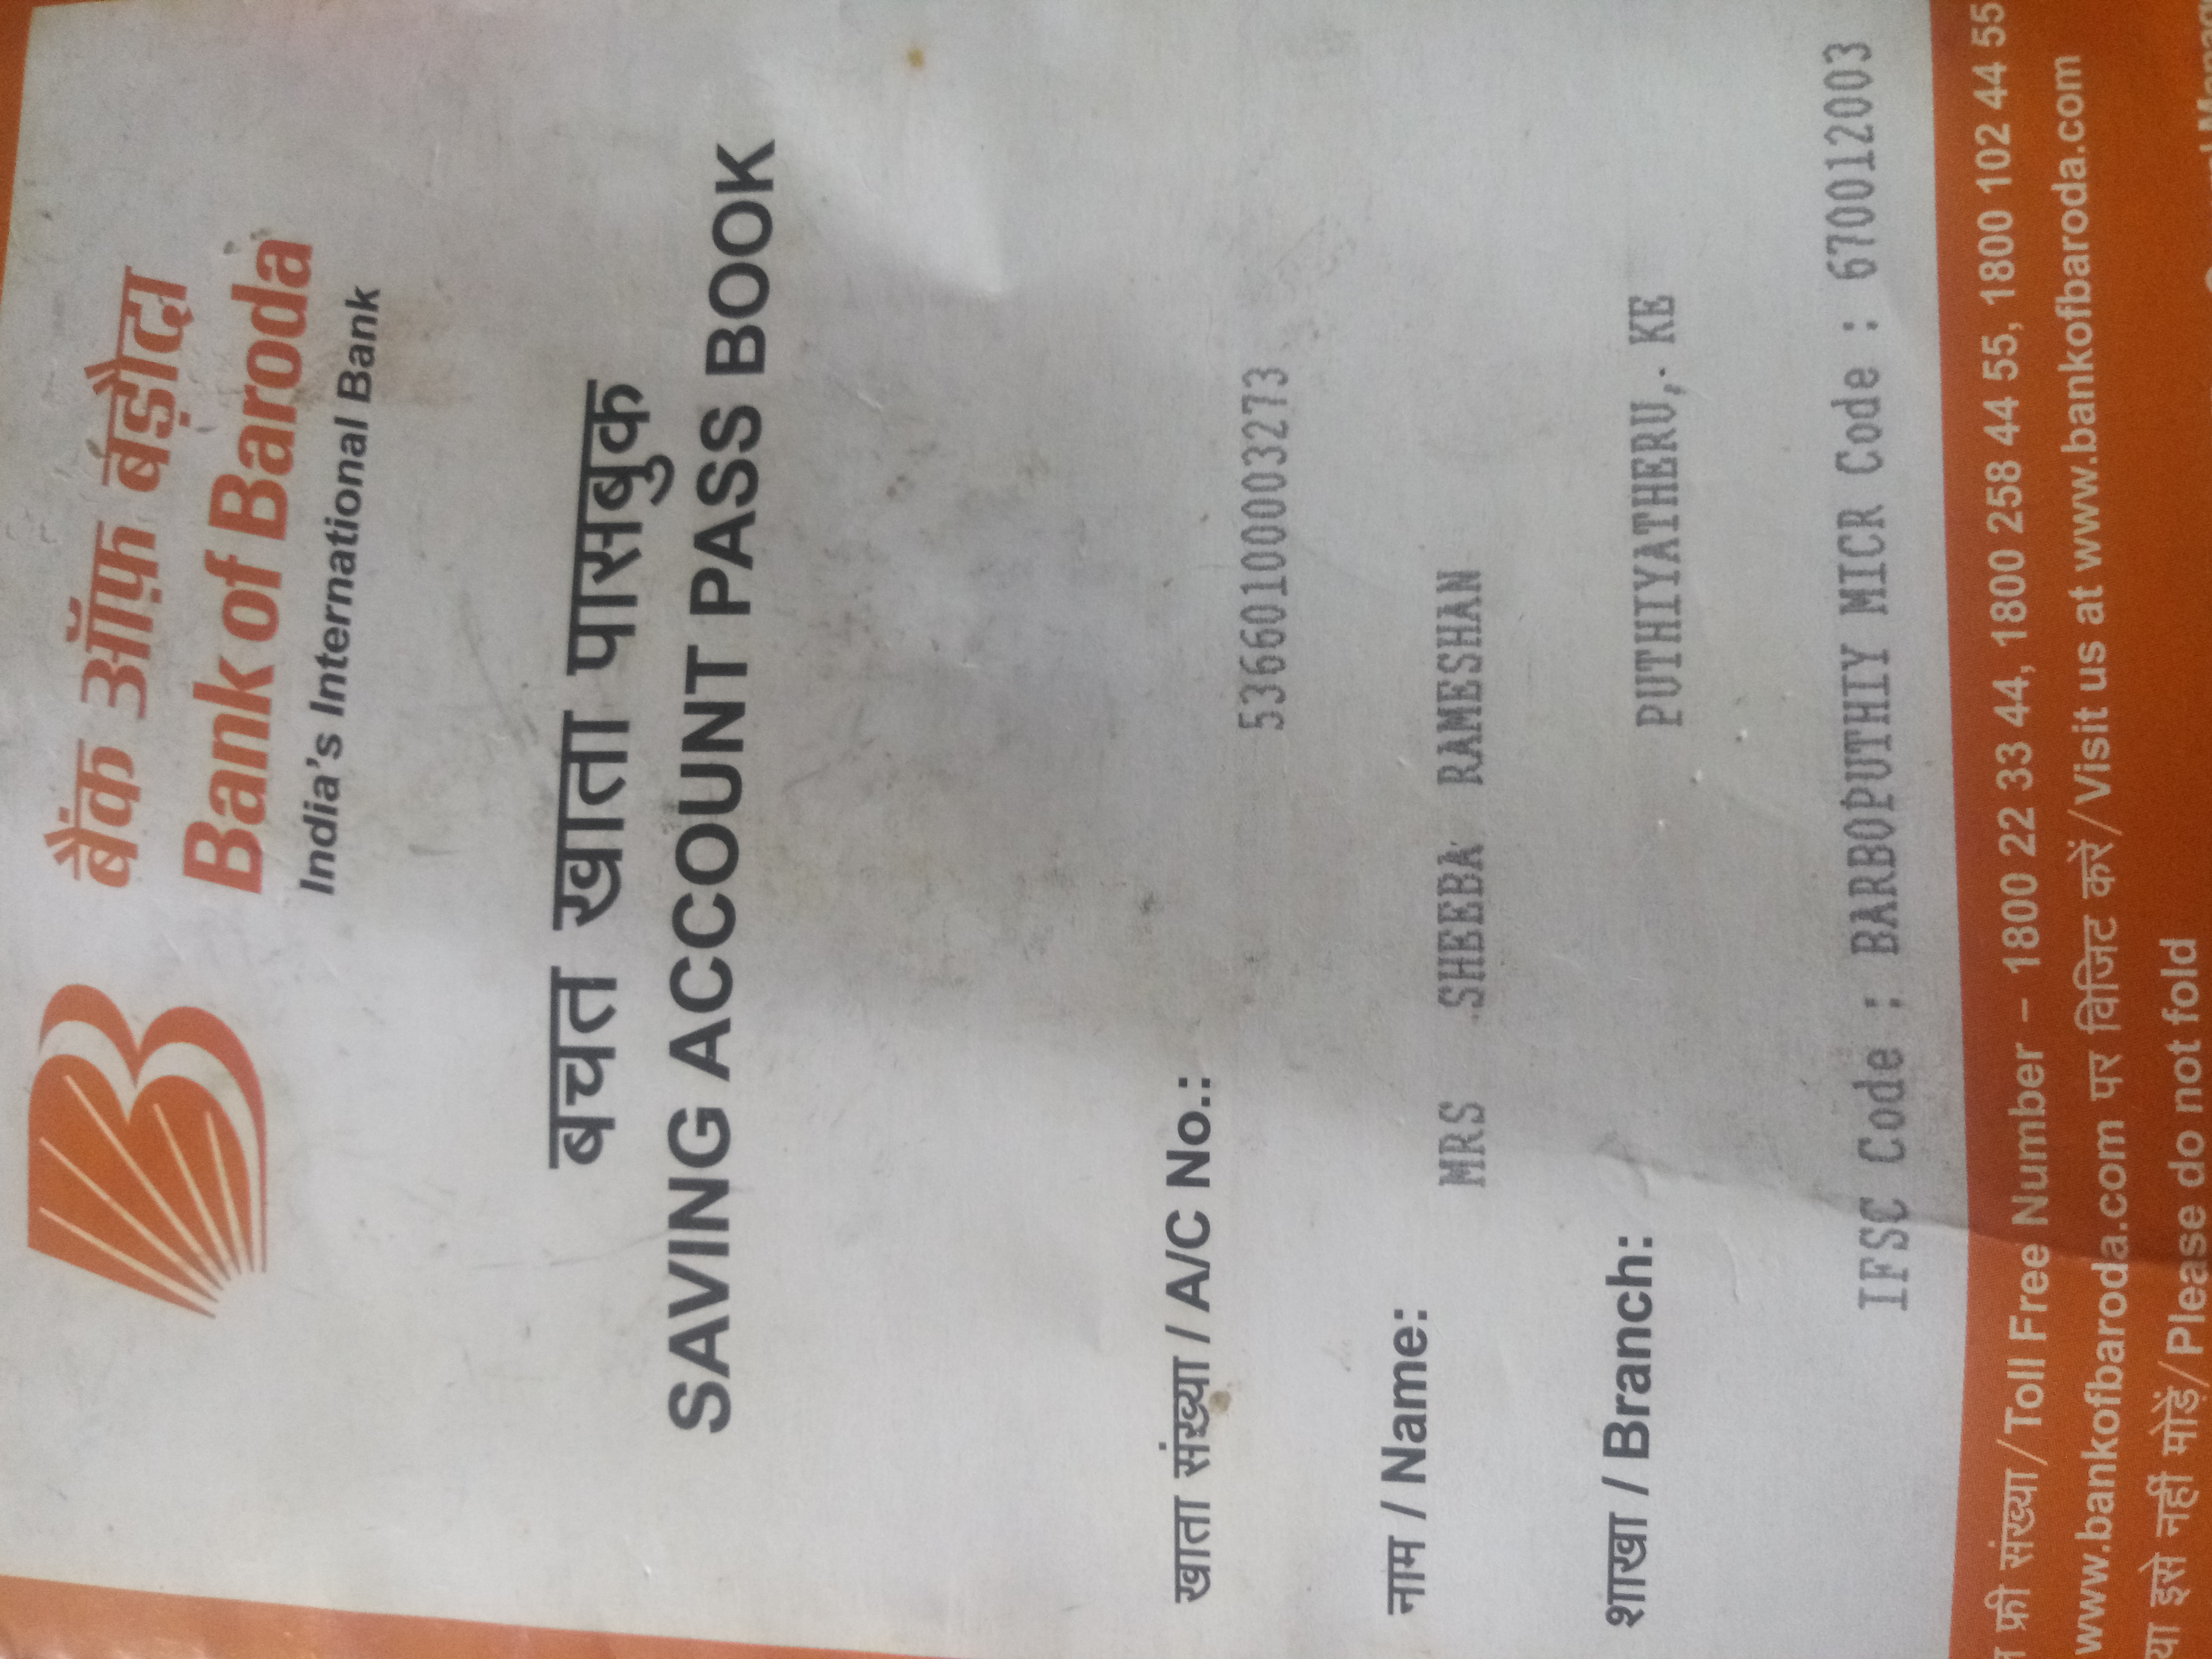 बैंक ऑफ़ बड़ौदा
Bank of Baroda
India's International Bank
बचत खाता पासबुक
SAVING ACCOUNT PASS BOOK
खाता संख्या / A/C No.:
53660100003273
नाम / Name:
MRS SHEEBA RAMESHAN
शाखा / Branch:
PUTHIYATHERU, KE
IFSC Code : BARB0PUTHIY MICR Code : 670012003
फ्री संख्या/Toll Free Number – 1800 22 33 44, 1800 258 44 55, 1800 102 44 55
www.bankofbaroda.com पर विजिट करें/Visit us at www.bankofbaroda.com
इसे नहीं मोड़ें/Please do not fold